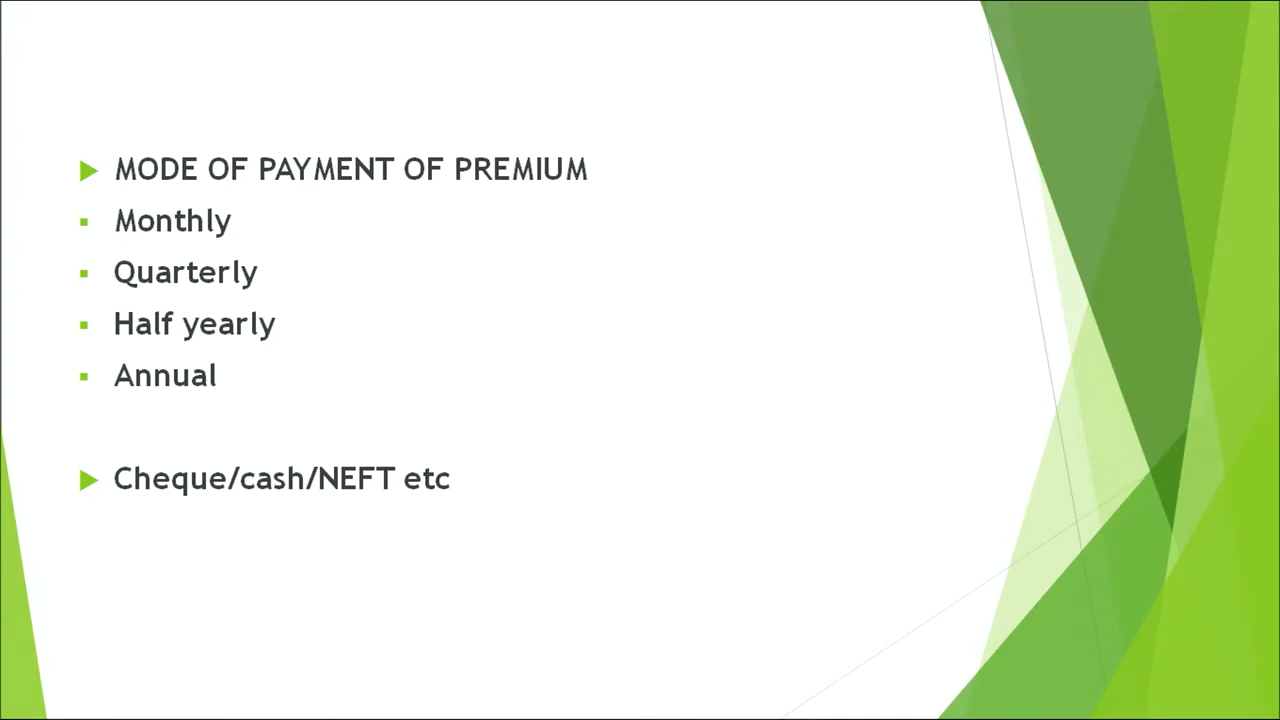 MODE OF PAYMENT OF PREMIUM
Monthly
Quarterly
Half yearly
Annual
Cheque/cash/NEFT etc